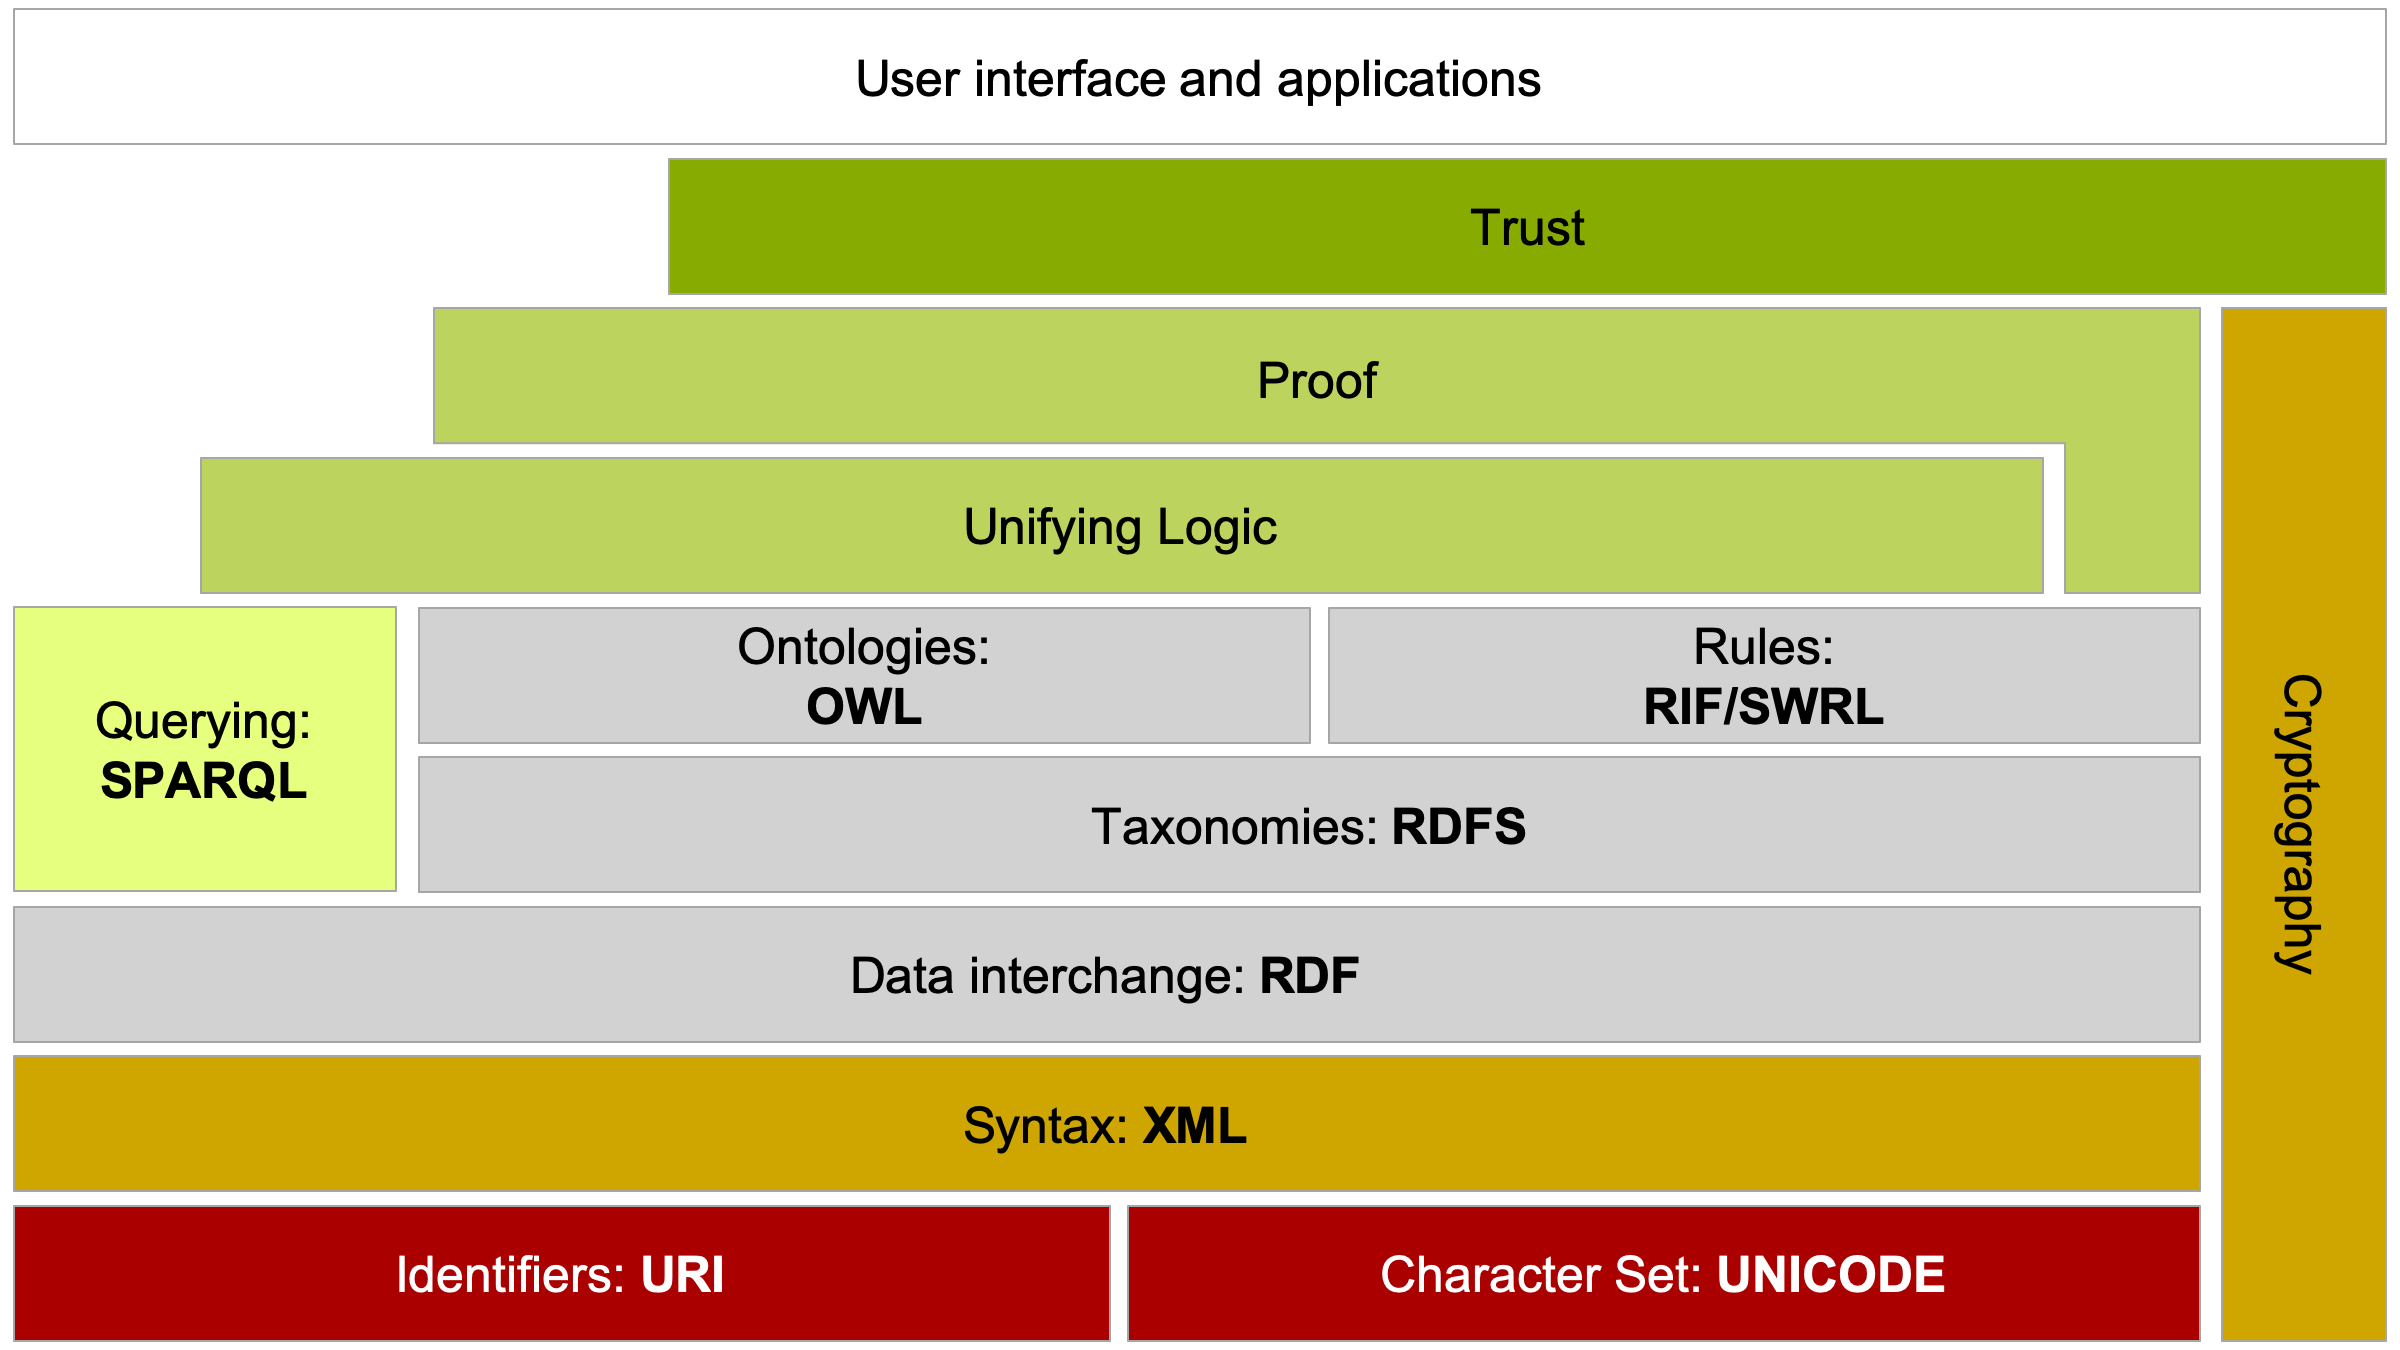 User interface and applications
Trust
Proof
Unifying Logic
Querying:
SPARQL
Ontologies:
OWL
Rules:
RIF/SWRL
Taxonomies: RDFS
Data interchange: RDF
Syntax: XML
Identifiers: URI
Character Set: UNICODE
Cryptography